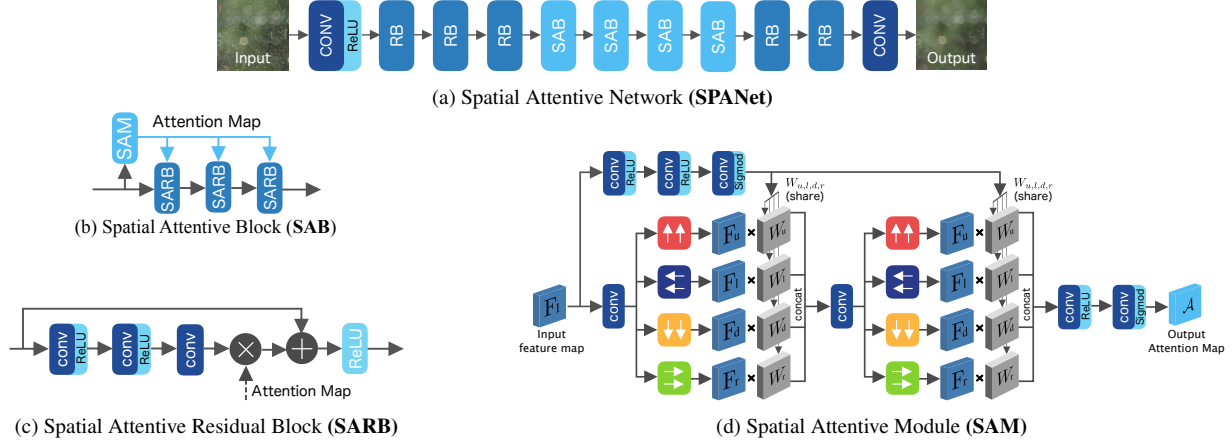 Input
CONV
ReLU
RB
RB
RB
SAB
SAB
SAB
SAB
RB
RB
CONV
Output
(a) Spatial Attentive Network (SPANet)
SAM
Attention Map
SARB
SARB
SARB
(b) Spatial Attentive Block (SAB)
conv
ReLU
conv
ReLU
conv
ReLU
Attention Map
(c) Spatial Attentive Residual Block (SARB)
conv
ReLU
conv
ReLU
conv
Sigmod
W_{u,l,d,r}
(share)
W_{u,l,d,r}
(share)
F_I
Input
feature map
conv
F_u × W_u
F_l × W_l
F_d × W_d
F_r × W_r
concat
conv
F_u × W_u
F_l × W_l
F_d × W_d
F_r × W_r
concat
conv
ReLU
conv
Sigmod
A
Output
Attention Map
(d) Spatial Attentive Module (SAM)